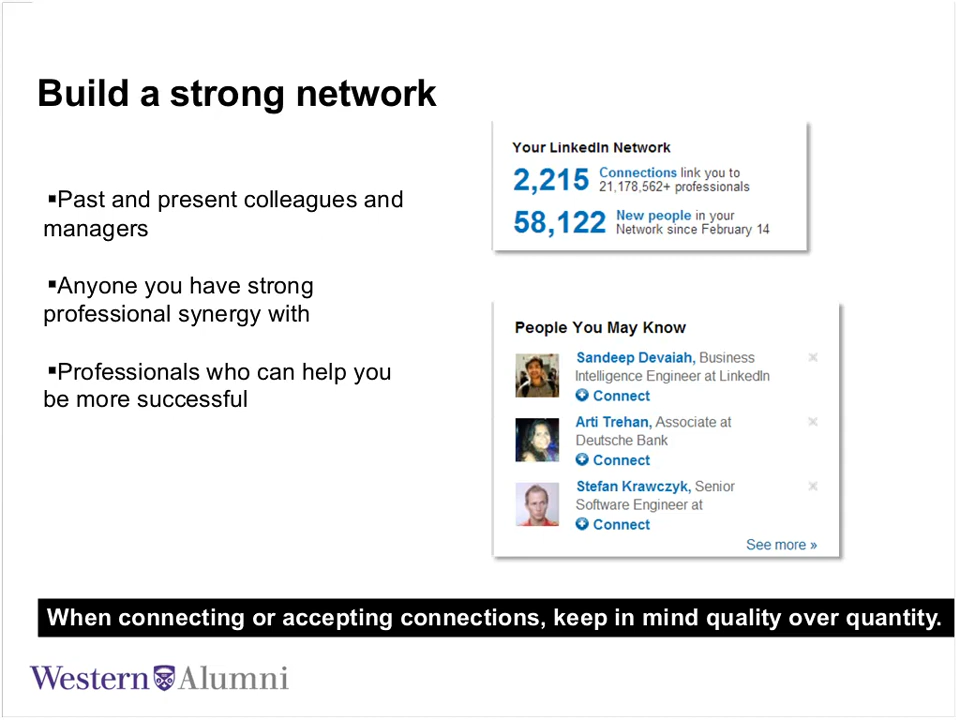 Build a strong network
▪Past and present colleagues and
managers
▪Anyone you have strong
professional synergy with
▪Professionals who can help you
be more successful
Your LinkedIn Network
2,215 Connections link you to
21,178,562+ professionals
58,122 New people in your
Network since February 14
People You May Know
Sandeep Devaiah, Business
Intelligence Engineer at LinkedIn
Connect
Arti Trehan, Associate at
Deutsche Bank
Connect
Stefan Krawczyk, Senior
Software Engineer at
Connect
See more »
When connecting or accepting connections, keep in mind quality over quantity.
Western Alumni